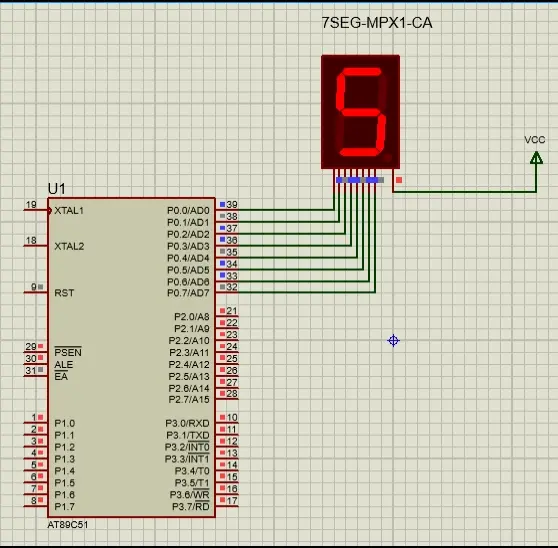 7SEG-MPX1-CA
VCC
U1
19 XTAL1 P0.0/AD0 39
P0.1/AD1 38
P0.2/AD2 37
18 XTAL2 P0.3/AD3 36
P0.4/AD4 35
P0.5/AD5 34
P0.6/AD6 33
9 RST P0.7/AD7 32
P2.0/A8 21
P2.1/A9 22
P2.2/A10 23
29 PSEN P2.3/A11 24
30 ALE P2.4/A12 25
31 EA P2.5/A13 26
P2.6/A14 27
P2.7/A15 28
1 P1.0 P3.0/RXD 10
2 P1.1 P3.1/TXD 11
3 P1.2 P3.2/INT0 12
4 P1.3 P3.3/INT1 13
5 P1.4 P3.4/T0 14
6 P1.5 P3.5/T1 15
7 P1.6 P3.6/WR 16
8 P1.7 P3.7/RD 17
AT89C51
5